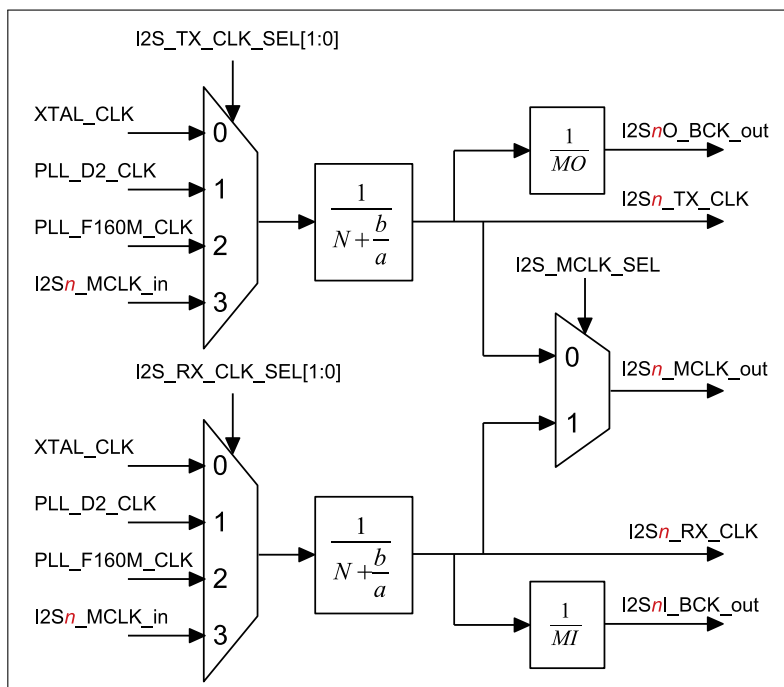 I2S_TX_CLK_SEL[1:0]
XTAL_CLK
0
PLL_D2_CLK
1
PLL_F160M_CLK
2
I2Sn_MCLK_in
3
1
N + b
a
1
MO
I2SnO_BCK_out
I2Sn_TX_CLK
I2S_MCLK_SEL
0
1
I2Sn_MCLK_out
I2S_RX_CLK_SEL[1:0]
XTAL_CLK
0
PLL_D2_CLK
1
PLL_F160M_CLK
2
I2Sn_MCLK_in
3
1
N + b
a
I2Sn_RX_CLK
1
MI
I2SnI_BCK_out